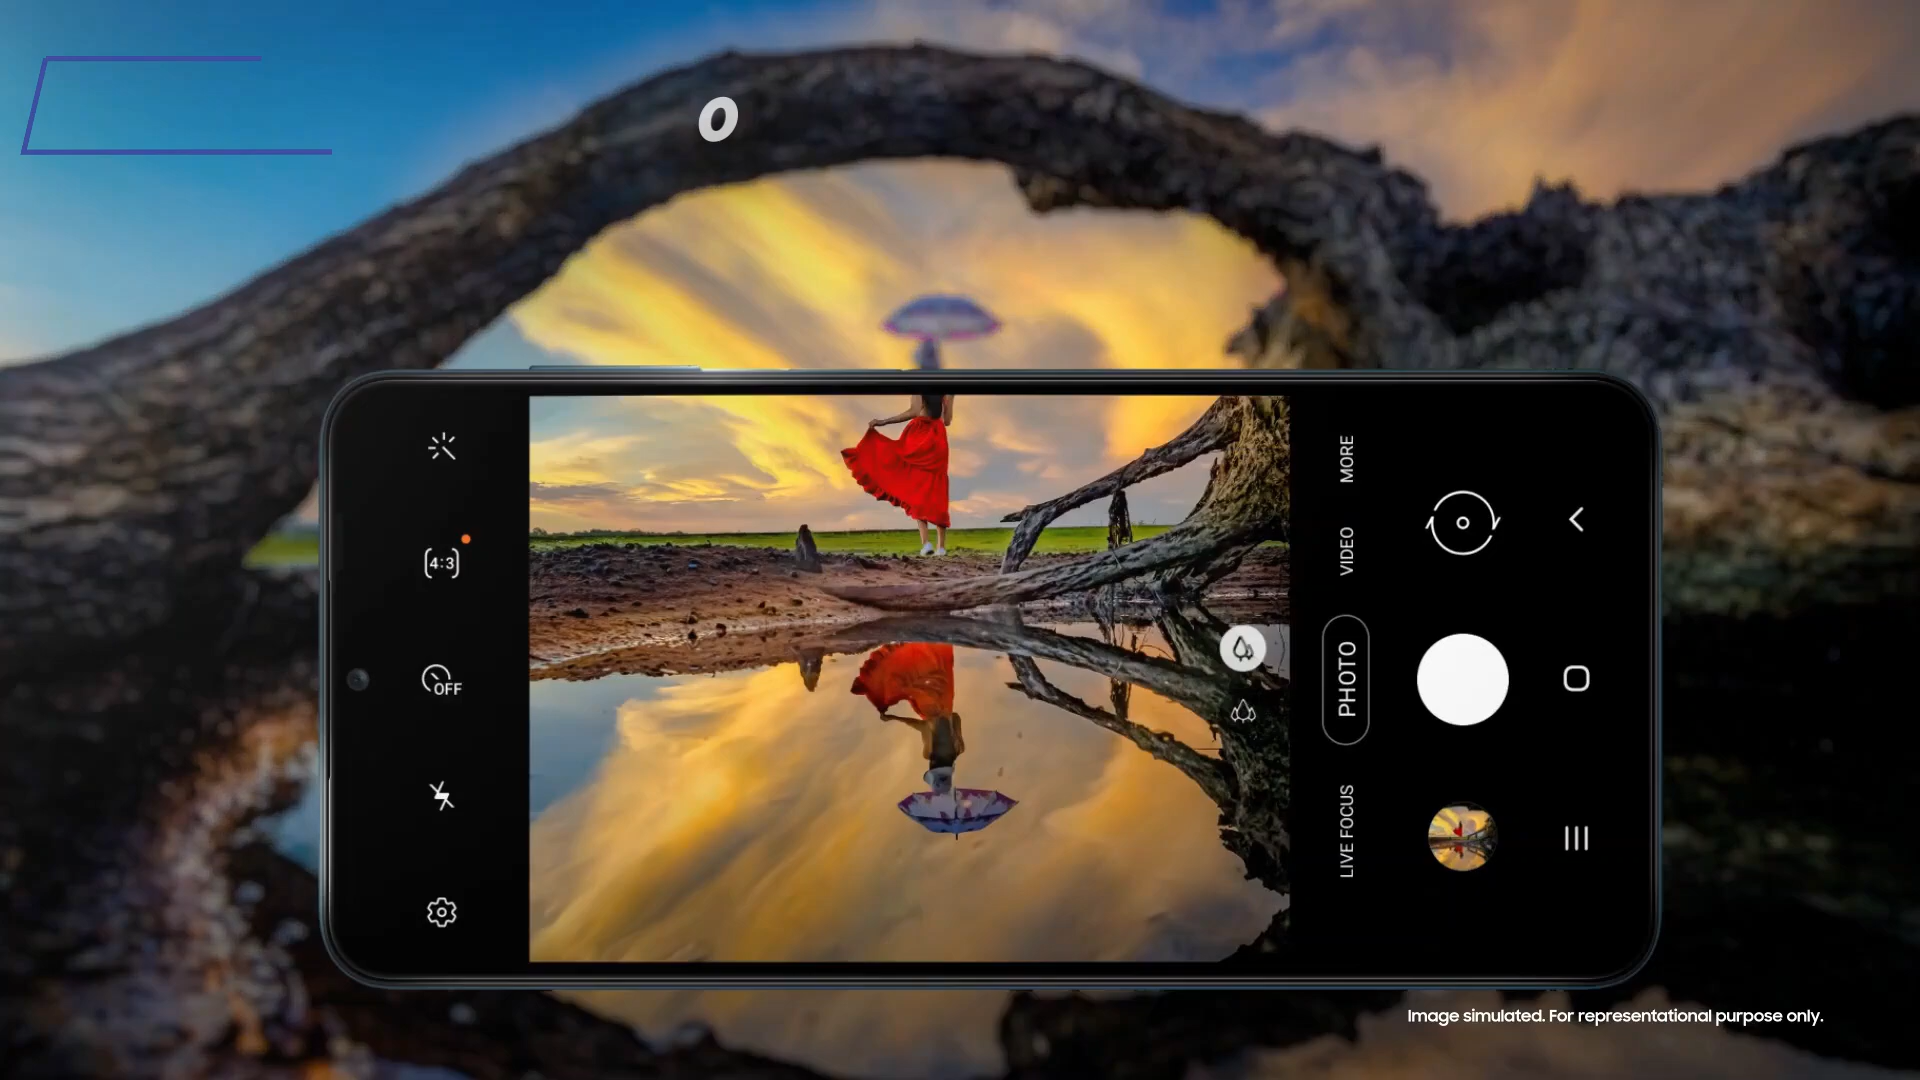 0
4:3
OFF
MORE
VIDEO
PHOTO
LIVE FOCUS
Image simulated. For representational purpose only.